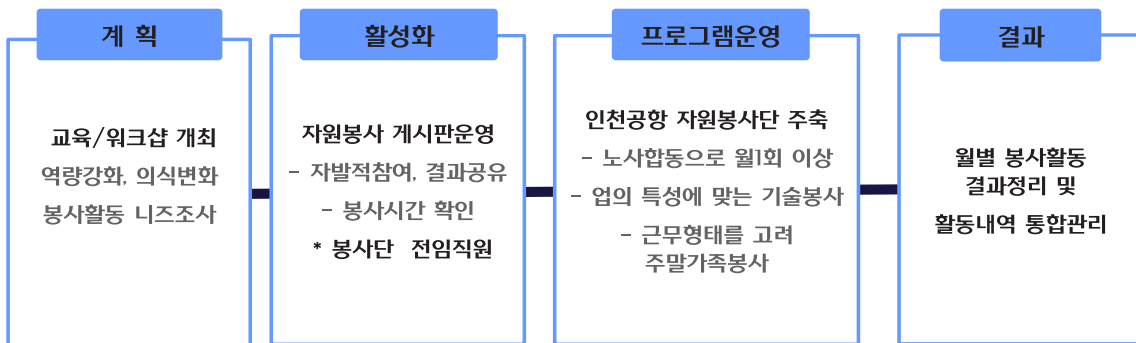 계 획
교육/워크샵 개최
역량강화, 의식변화
봉사활동 니즈조사
활성화
자원봉사 게시판운영
- 자발적참여, 결과공유
- 봉사시간 확인
* 봉사단 전임직원
프로그램운영
인천공항 자원봉사단 주축
- 노사합동으로 월1회 이상
- 업의 특성에 맞는 기술봉사
- 근무형태를 고려
주말가족봉사
결과
월별 봉사활동
결과정리 및
활동내역 통합관리